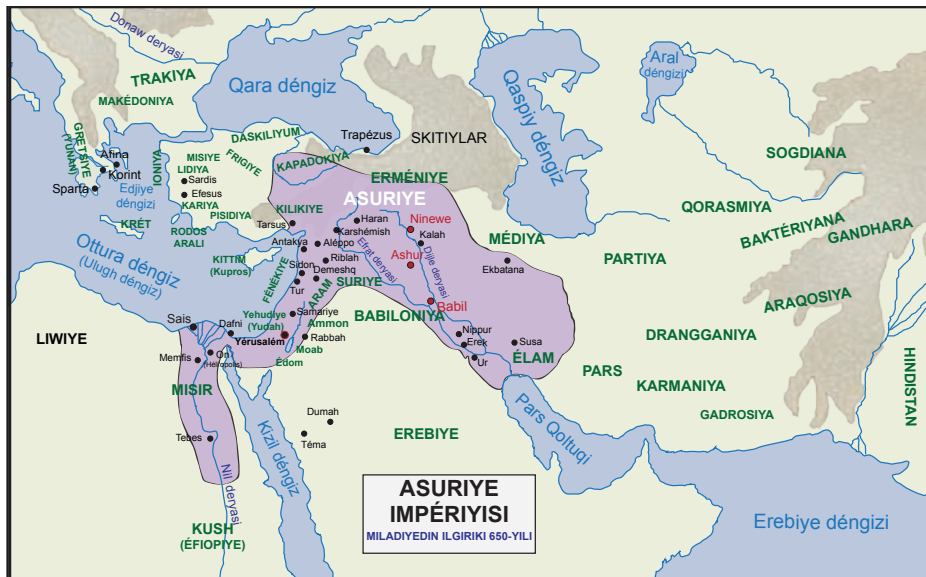 Donaw deryasi
TRAKIYA
MAKÉDONIYA
Qara déngiz
Qaspiy déngiz
Aral
déngizi
GRETSIYE
(YUNAN)
Afina
Korint
Sparta
Edjiye
déngizi
IONIYA
DASKILIYUM
MISIYE
LIDIYA
FRIGIYE
Sardis
Efesus
KARIYA
PISIDIYA
KRÉT
RODOS
ARALI
Trapézus
SKITIYLAR
KAPADOKIYA
ERMÉNIYE
ASURIYE
KILIKIYE
Tarsus
Haran
Karshémish
Ninewe
Kalah
Ashur
Antakya
Aléppo
Riblah
Sidon
Demeshq
Tur
FÉNÉKIYE
ARAM
SURIYE
Efrat deryasi
Dijle deryasi
MÉDIYA
Ekbatana
KITTIM
(Kupros)
Ottura déngiz
(Ulugh déngiz)
SOGDIANA
QORASMIYA
BAKTÉRIYANA
GANDHARA
PARTIYA
ARAQOSIYA
DRANGGANIYA
PARS
KARMANIYA
GADROSIYA
HINDISTAN
LIWIYE
Sais
Dafni
Samariye
Yehudiye
(Yudah)
Yérusalém
Ammon
Rabbah
Moab
Édom
Babil
BABILONIYA
Nippur
Erek
Ur
Susa
ÉLAM
Memfis
On
(Héliopolis)
MISIR
Tebes
Nil deryasi
KUSH
(ÉFIOPIYE)
Qizil déngiz
Dumah
Téma
EREBIYE
Pars Qoltuqi
Erebiye déngizi
ASURIYE
IMPÉRIYISI
MILADIYEDIN ILGIRIKI 650-YILI